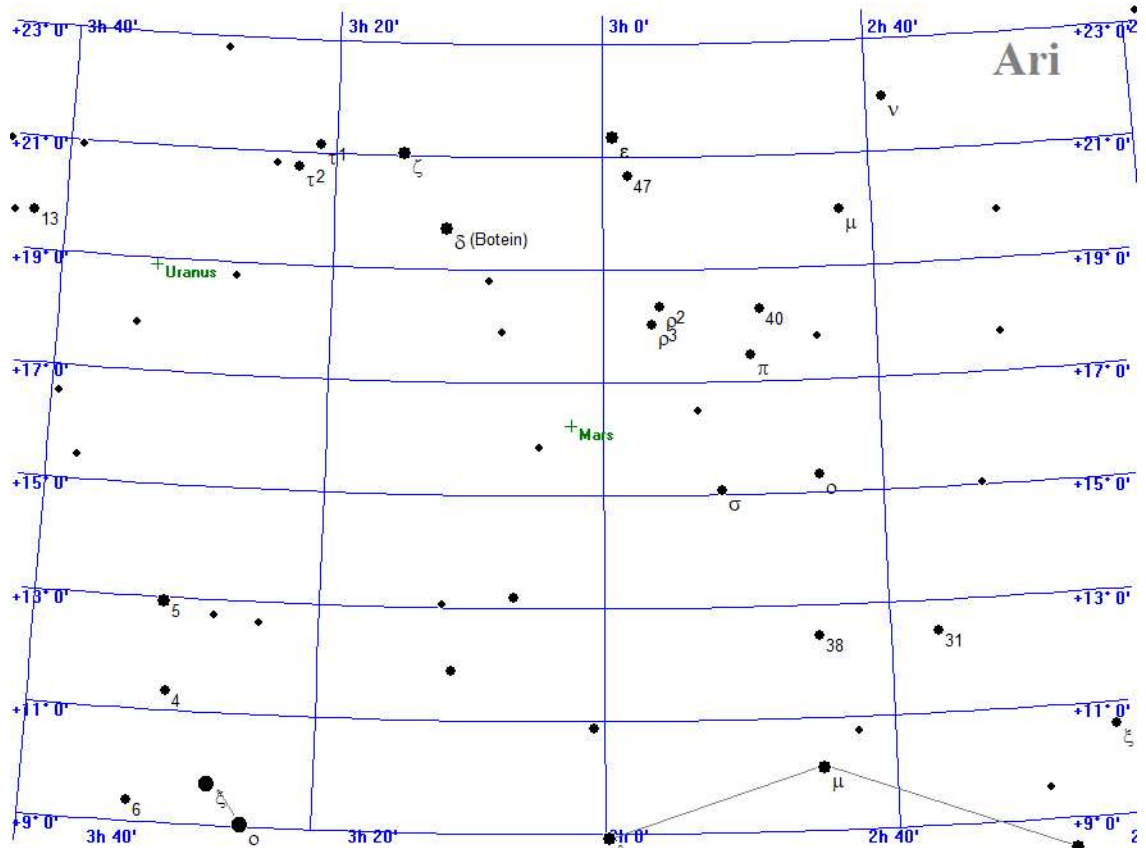 3h 40' 3h 20' 3h 0' 2h 40' 2
+23° 0' +23° 0'
Ari
ν
+21° 0' τ1 ζ ε +21° 0'
τ2 47
13 μ
δ (Botein)
+19° 0' +19° 0'
Uranus
ρ2 40
ρ3 π
+17° 0' +17° 0'
Mars
+15° 0' σ ο +15° 0'
+13° 0' 5 +13° 0'
38 31
4
+11° 0' +11° 0'
ξ
μ
ξ
6
+9° 0' ο +9° 0'
3h 40' 3h 20' 3h 0' 2h 40' 2